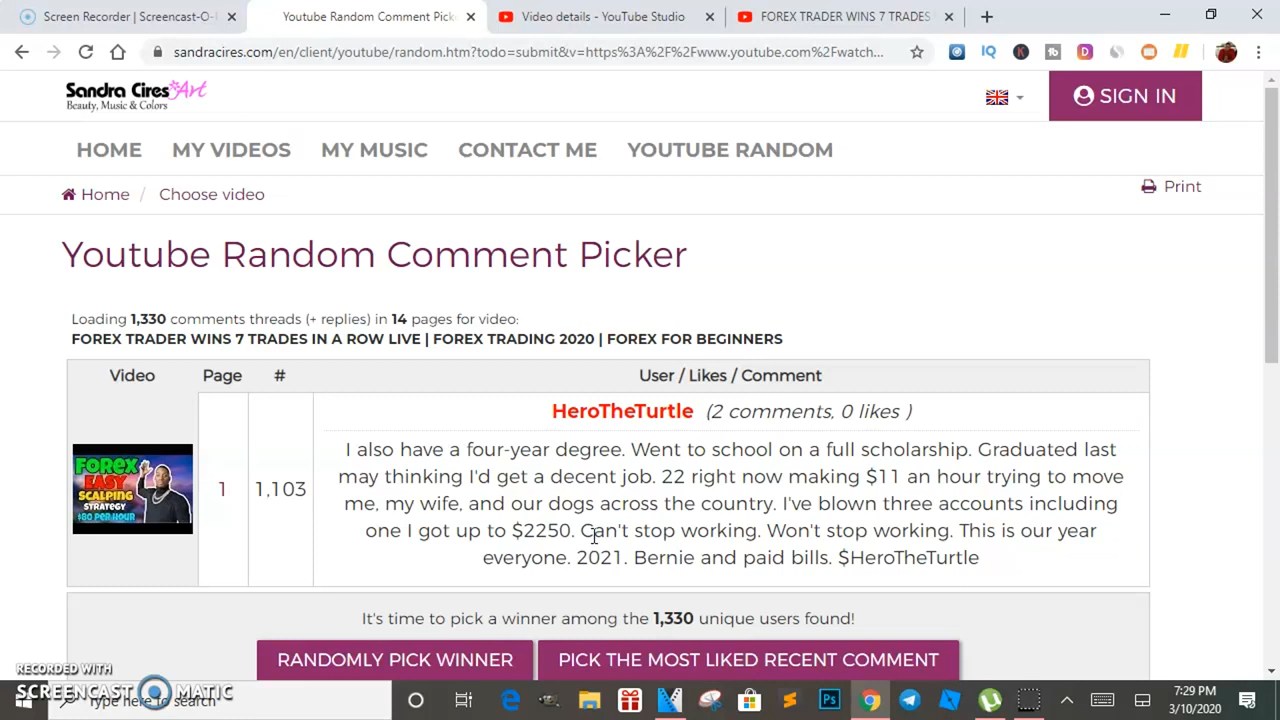 Screen Recorder | Screencast-O-
Youtube Random Comment Picke
Video details - YouTube Studio
FOREX TRADER WINS 7 TRADES
sandracires.com/en/client/youtube/random.htm?todo=submit&v=https%3A%2F%2Fwww.youtube.com%2Fwatch...
Sandra Cires Art
Beauty, Music & Colors
SIGN IN
HOME
MY VIDEOS
MY MUSIC
CONTACT ME
YOUTUBE RANDOM
Home / Choose video
Print
Youtube Random Comment Picker
Loading 1,330 comments threads (+ replies) in 14 pages for video:
FOREX TRADER WINS 7 TRADES IN A ROW LIVE | FOREX TRADING 2020 | FOREX FOR BEGINNERS
Video
Page
#
User / Likes / Comment
FOREX
EASY
SCALPING
STRATEGY
$80 PER HOUR
1
1,103
HeroTheTurtle (2 comments, 0 likes )
I also have a four-year degree. Went to school on a full scholarship. Graduated last
may thinking I'd get a decent job. 22 right now making $11 an hour trying to move
me, my wife, and our dogs across the country. I've blown three accounts including
one I got up to $2250. Can't stop working. Won't stop working. This is our year
everyone. 2021. Bernie and paid bills. $HeroTheTurtle
It's time to pick a winner among the 1,330 unique users found!
RANDOMLY PICK WINNER
PICK THE MOST LIKED RECENT COMMENT
RECORDED WITH
SCREENCAST MATIC
Type here to search
7:29 PM
3/10/2020